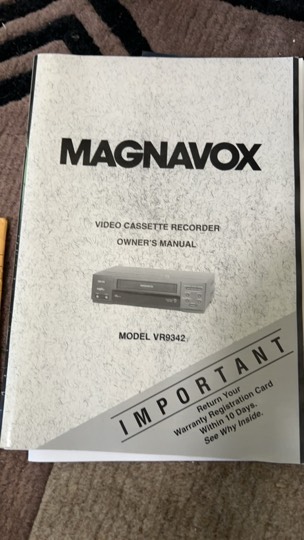 MAGNAVOX
VIDEO CASSETTE RECORDER
OWNER'S MANUAL
MODEL VR9342
IMPORTANT
Return Your
Warranty Registration Card
Within 10 Days.
See Why Inside.